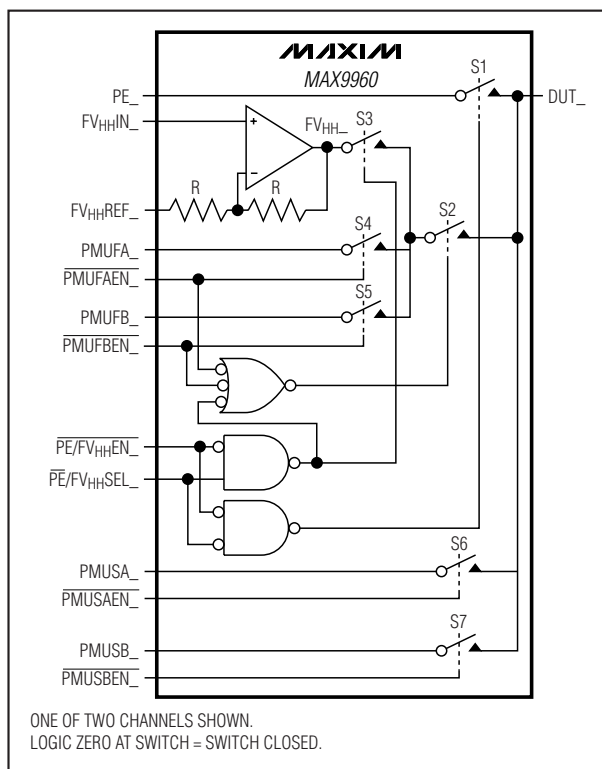 MAXIM
MAX9960
S1
PE_
DUT_
FVHHIN_
FVHH_
S3
+
−
R
R
FVHHREF_
S2
PMUFA_
S4
PMUFAEN_
PMUFB_
S5
PMUFBEN_
PE/FVHHEN_
PE/FVHHSEL_
S6
PMUSA_
PMUSAEN_
S7
PMUSB_
PMUSBEN_
ONE OF TWO CHANNELS SHOWN.
LOGIC ZERO AT SWITCH = SWITCH CLOSED.